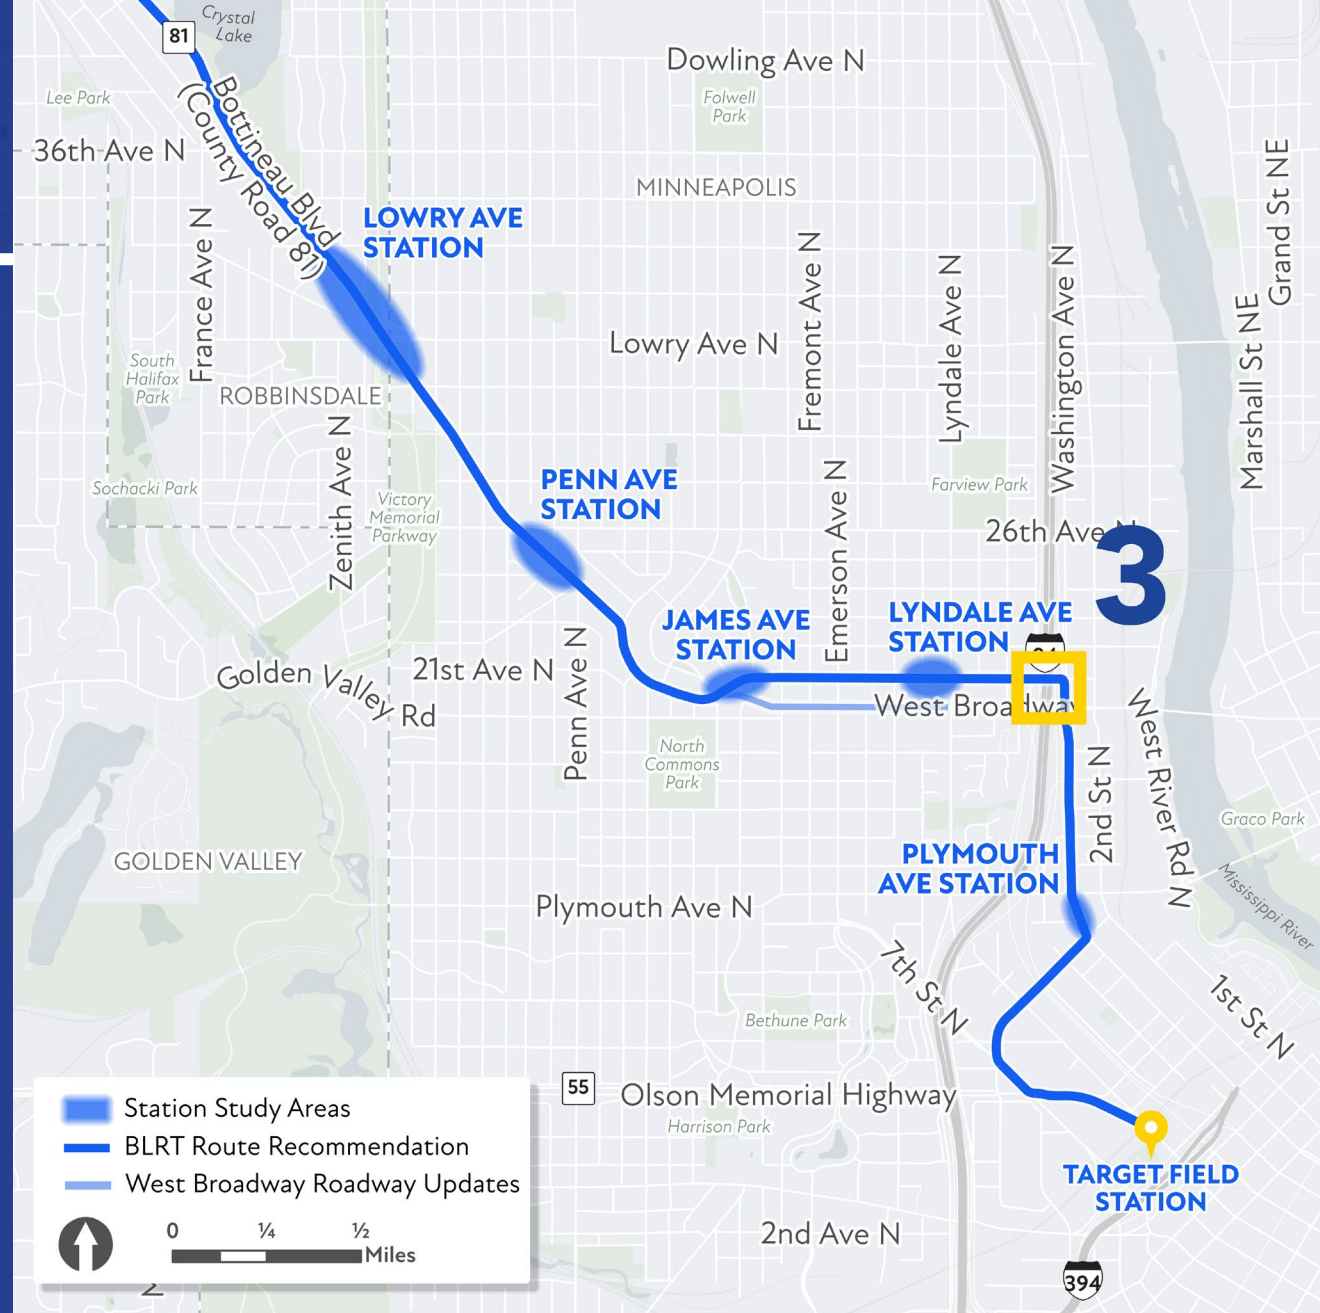 Crystal
Lake
81
Dowling Ave N
Lee Park
Folwell
Park
Bottineau Blvd
(County Road 81)
36th Ave N
MINNEAPOLIS
Grand St NE
LOWRY AVE
STATION
France Ave N
Fremont Ave N
Lyndale Ave N
Washington Ave N
Marshall St NE
Lowry Ave N
South
Halifax
Park
ROBBINSDALE
Zenith Ave N
PENN AVE
STATION
Sochacki Park
Victory
Memorial
Parkway
Farview Park
Emerson Ave N
26th Ave N
3
JAMES AVE
STATION
LYNDALE AVE
STATION
94
Golden Valley Rd
21st Ave N
Penn Ave N
West Broadway
West River Rd N
North
Commons
Park
2nd St N
Graco Park
GOLDEN VALLEY
PLYMOUTH
AVE STATION
Mississippi River
Plymouth Ave N
7th St N
1st St N
Bethune Park
55
Olson Memorial Highway
Harrison Park
TARGET FIELD
STATION
2nd Ave N
394
Station Study Areas
BLRT Route Recommendation
West Broadway Roadway Updates
0 ¼ ½
Miles
N